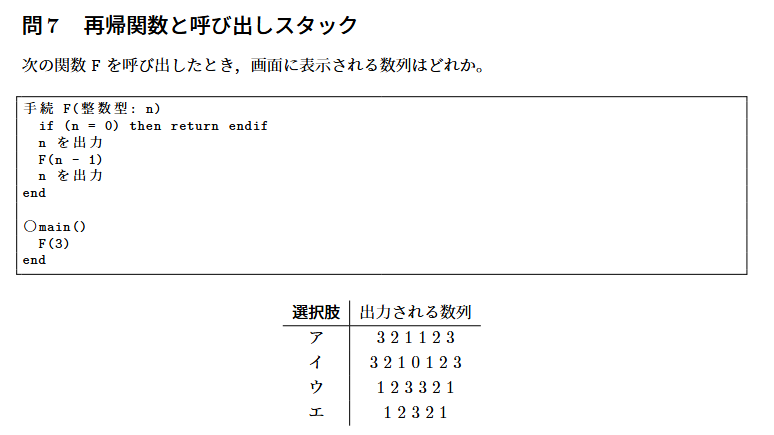 問7 再帰関数と呼び出しスタック
次の関数 F を呼び出したとき，画面に表示される数列はどれか。
手続 F(整数型: n)
if (n = 0) then return endif
n を出力
F(n - 1)
n を出力
end
○main()
F(3)
end
選択肢 出力される数列
ア 3 2 1 1 2 3
イ 3 2 1 0 1 2 3
ウ 1 2 3 3 2 1
エ 1 2 3 2 1